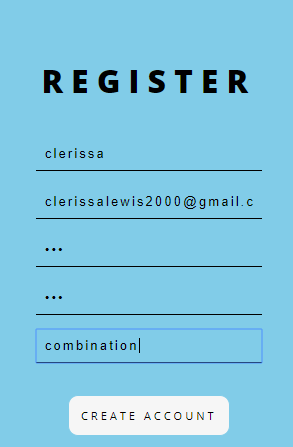 REGISTER
clerissa
clerissalewis2000@gmail.c
•••
•••
combination
CREATE ACCOUNT